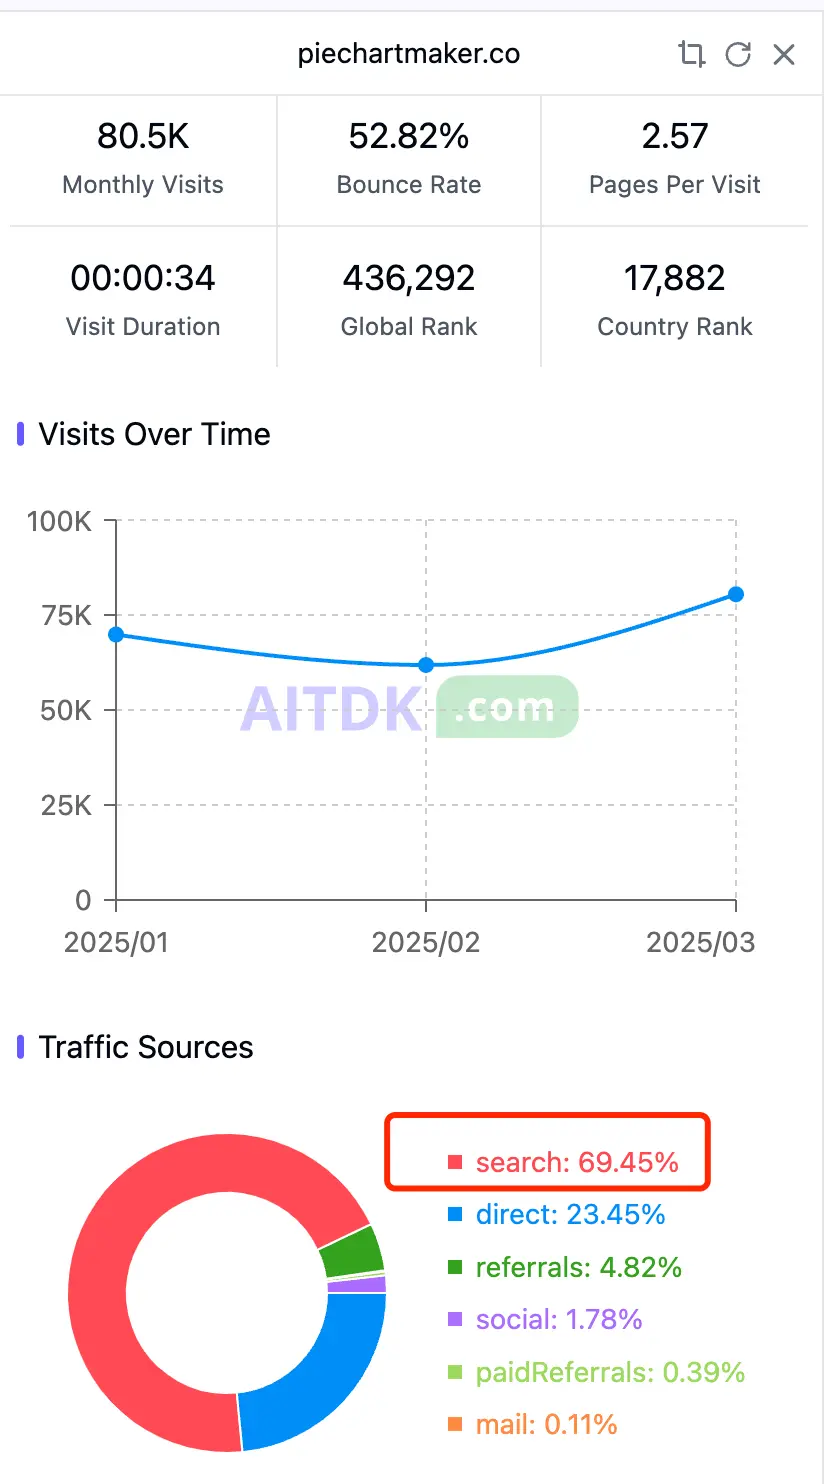 piechartmaker.co
80.5K 52.82% 2.57
Monthly Visits Bounce Rate Pages Per Visit
00:00:34 436,292 17,882
Visit Duration Global Rank Country Rank
Visits Over Time
100K
75K
50K
AITDK .com
25K
0
2025/01 2025/02 2025/03
Traffic Sources
search: 69.45%
direct: 23.45%
referrals: 4.82%
social: 1.78%
paidReferrals: 0.39%
mail: 0.11%